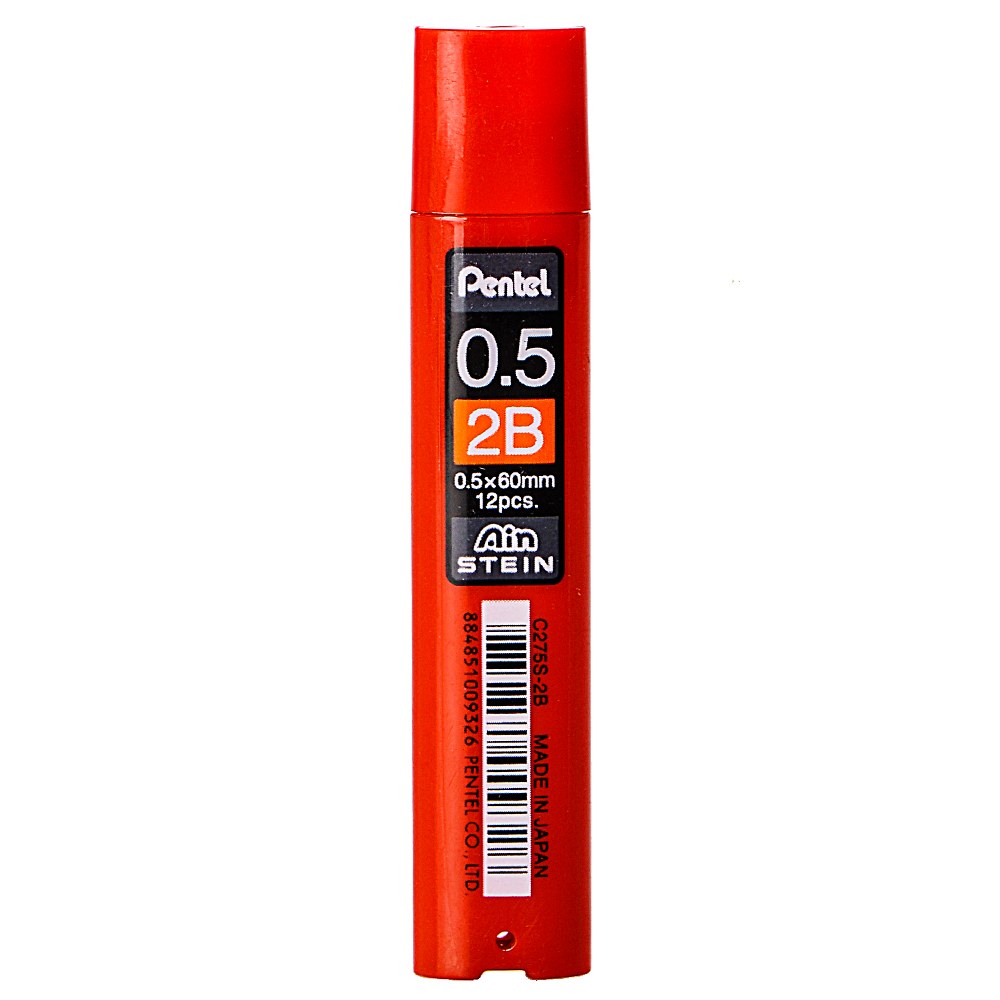 Pentel
0.5
2B
0.5×60mm
12pcs.
Ain
STEIN
C275S-2B MADE IN JAPAN
884851009326 PENTEL CO., LTD.